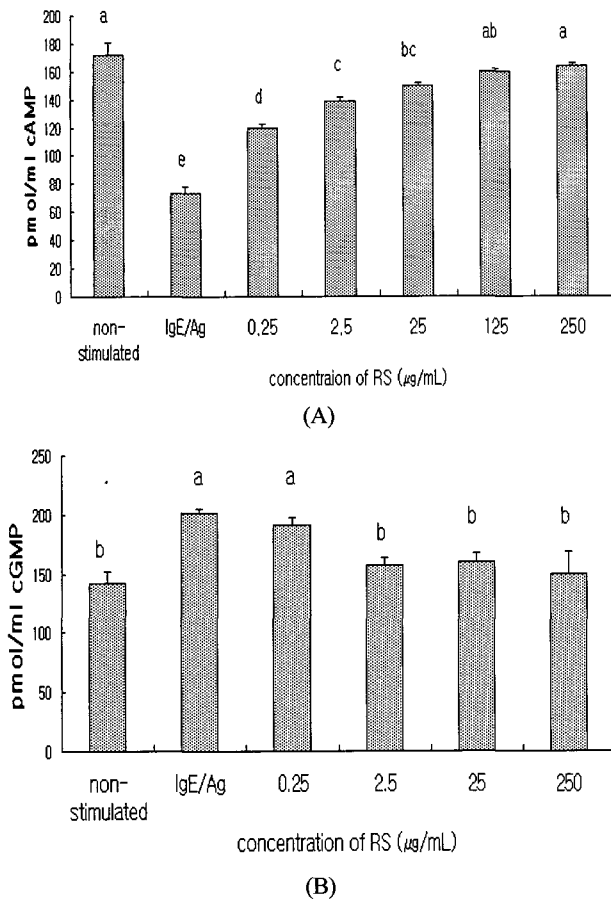 pmol/ml cAMP
200
180
160
140
120
100
80
60
40
20
0
a
e
d
c
bc
ab
a
non-stimulated
IgE/Ag
0,25
2,5
25
125
250
concentraion of RS (μg/mL)
(A)
pmol/ml cGMP
250
200
150
100
50
0
b
a
a
b
b
b
non-stimulated
IgE/Ag
0.25
2.5
25
250
concentration of RS (μg/mL)
(B)